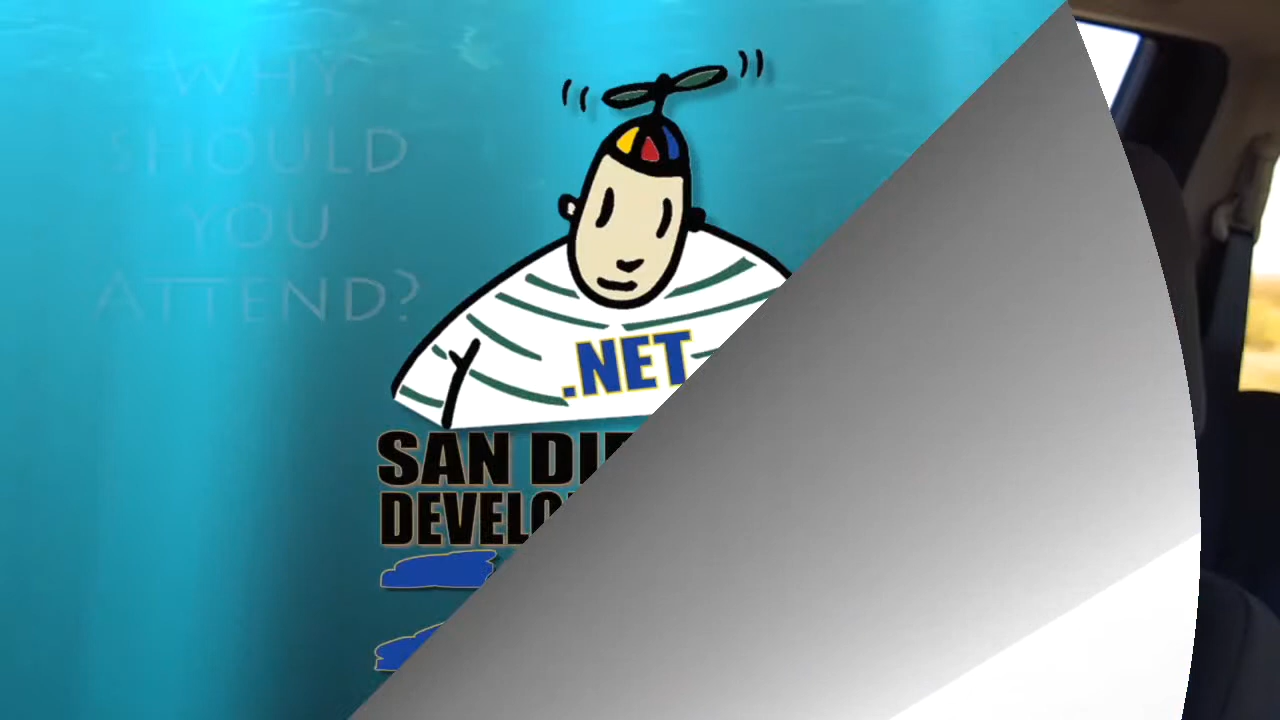 WHY
SHOULD
YOU
ATTEND?
.NET
SAN DI
DEVELO